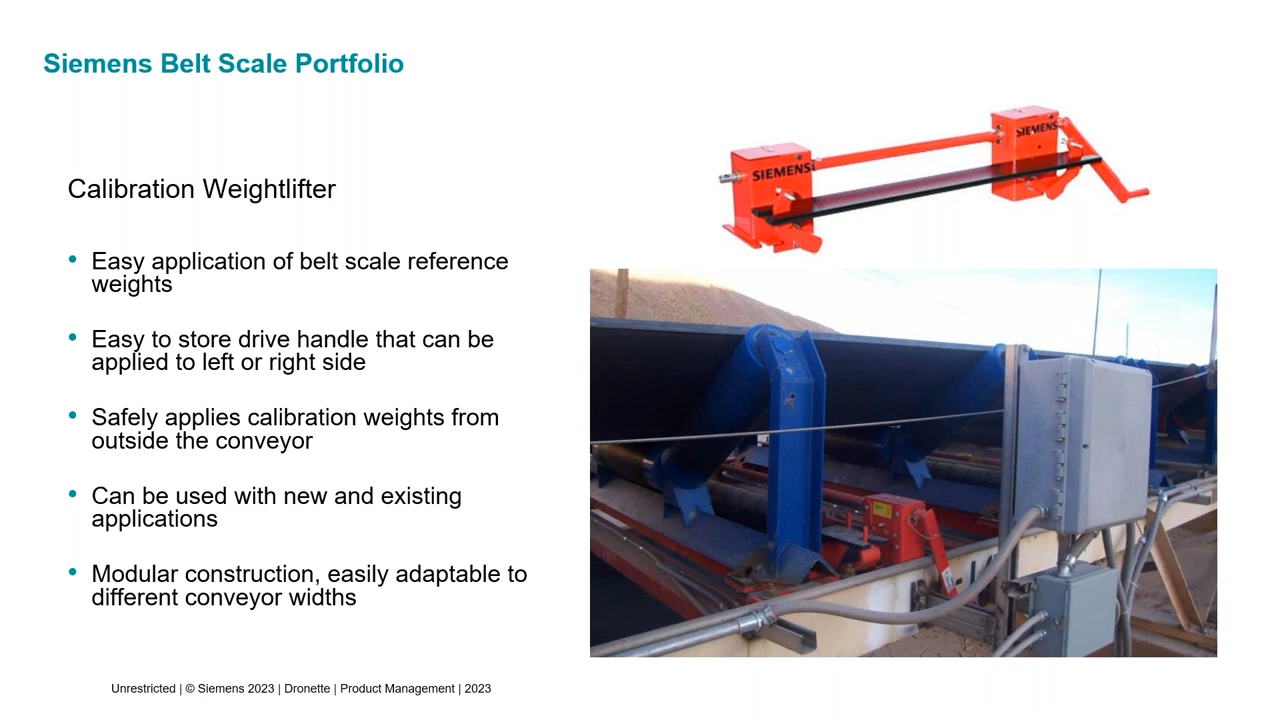 Siemens Belt Scale Portfolio
Calibration Weightlifter
• Easy application of belt scale reference
weights
• Easy to store drive handle that can be
applied to left or right side
• Safely applies calibration weights from
outside the conveyor
• Can be used with new and existing
applications
• Modular construction, easily adaptable to
different conveyor widths
SIEMENS
SIEMENS
Unrestricted | © Siemens 2023 | Dronette | Product Management | 2023